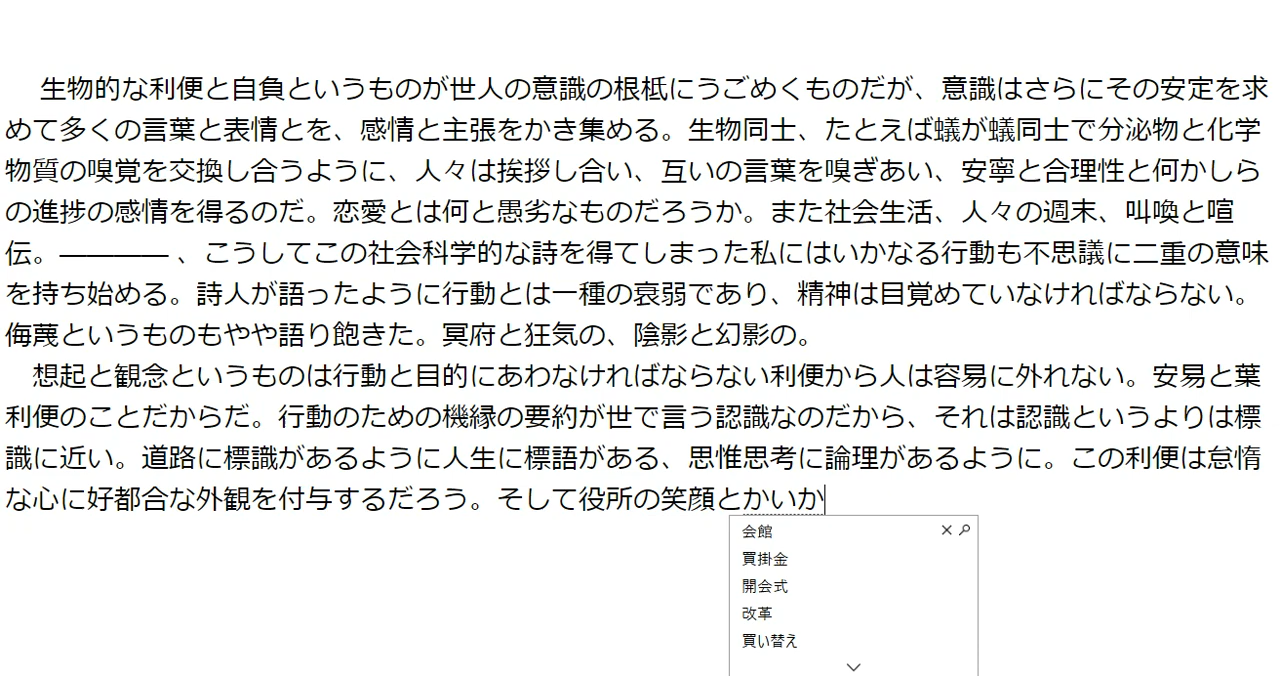 生物的な利便と自負というものが世人の意識の根柢にうごめくものだが、意識はさらにその安定を求
めて多くの言葉と表情とを、感情と主張をかき集める。生物同士、たとえば蟻が蟻同士で分泌物と化学
物質の嗅覚を交換し合うように、人々は挨拶し合い、互いの言葉を嗅ぎあい、安寧と合理性と何かしら
の進捗の感情を得るのだ。恋愛とは何と愚劣なものだろうか。また社会生活、人々の週末、叫喚と喧
伝。―――― 、こうしてこの社会科学的な詩を得てしまった私にはいかなる行動も不思議に二重の意味
を持ち始める。詩人が語ったように行動とは一種の衰弱であり、精神は目覚めていなければならない。
侮蔑というものもやや語り飽きた。冥府と狂気の、陰影と幻影の。
想起と観念というものは行動と目的にあわなければならない利便から人は容易に外れない。安易と葉
利便のことだからだ。行動のための機縁の要約が世で言う認識なのだから、それは認識というよりは標
識に近い。道路に標識があるように人生に標語がある、思惟思考に論理があるように。この利便は怠惰
な心に好都合な外観を付与するだろう。そして役所の笑顔とかいか
会館
買掛金
開会式
改革
買い替え